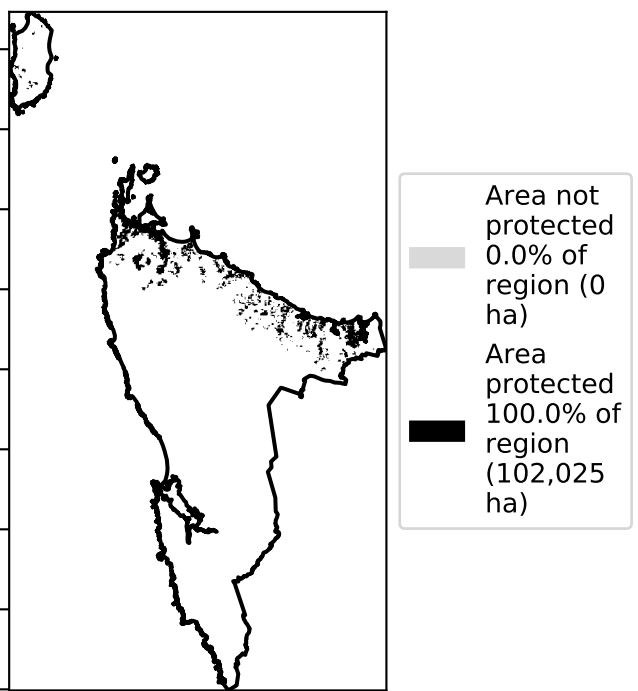 Area not
protected
0.0% of
region (0
ha)
Area
protected
100.0% of
region
(102,025
ha)